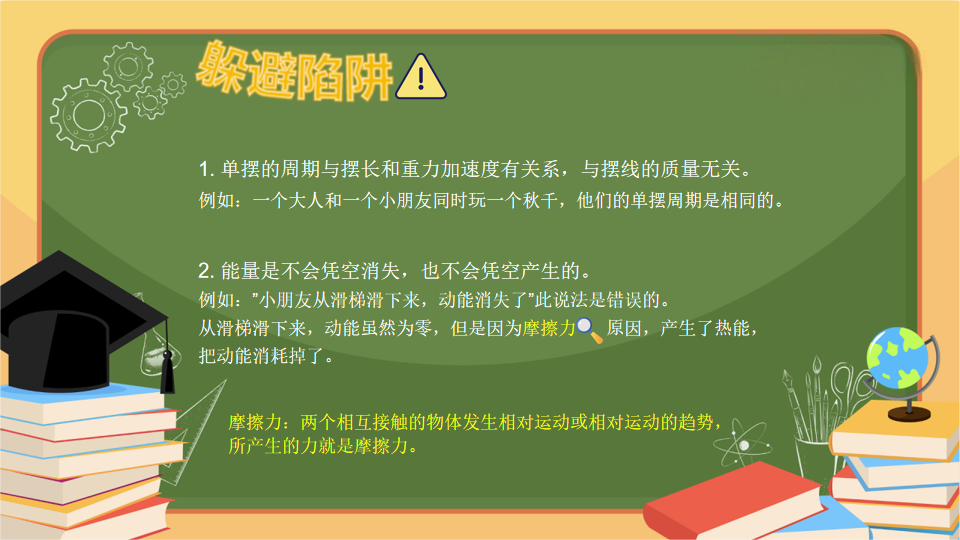 躲避陷阱
1. 单摆的周期与摆长和重力加速度有关系，与摆线的质量无关。
例如：一个大人和一个小朋友同时玩一个秋千，他们的单摆周期是相同的。
2. 能量是不会凭空消失，也不会凭空产生的。
例如：”小朋友从滑梯滑下来，动能消失了”此说法是错误的。
从滑梯滑下来，动能虽然为零，但是因为摩擦力 原因，产生了热能，
把动能消耗掉了。
摩擦力：两个相互接触的物体发生相对运动或相对运动的趋势，
所产生的力就是摩擦力。